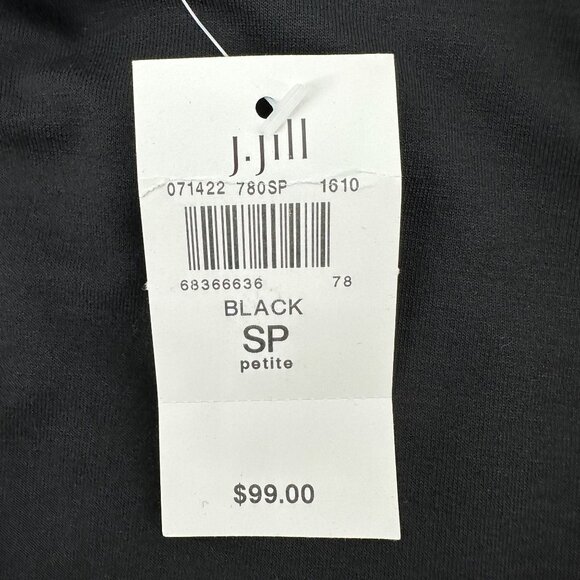 J.Jill
071422 780SP 1610
68366636 78
BLACK
SP
petite
$99.00